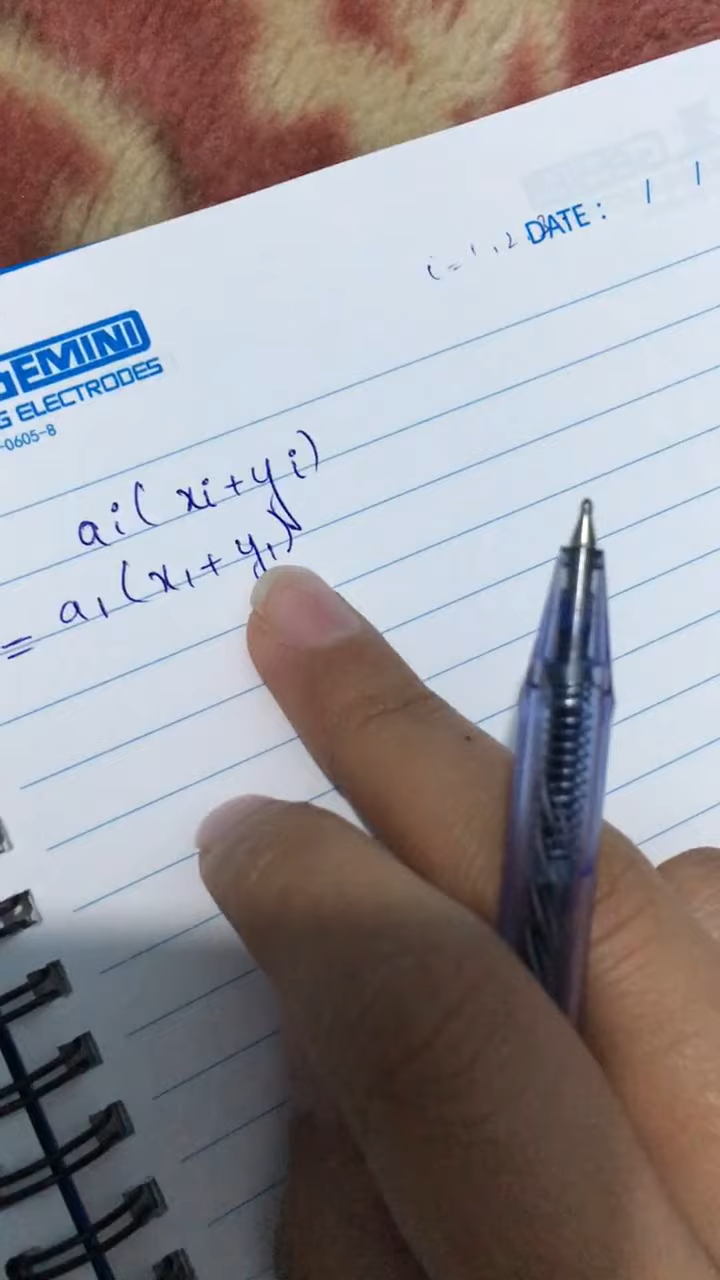 DATE: / /
i = 1, 2
GEMINI
G ELECTRODES
-0605-8
ai( xi + yi)
= a₁ (x₁ + y₁)